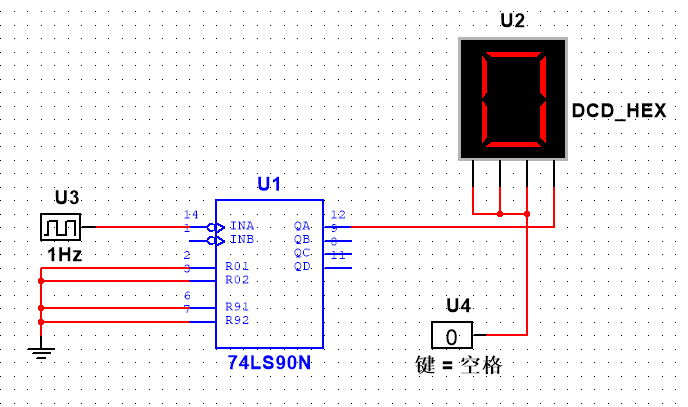 U2
DCD_HEX
U1
U3
1Hz
14
1
2
3
6
7
INA
INB
R01
R02
R91
R92
QA
QB
QC
QD
12
9
8
11
74LS90N
U4
0
键 = 空格